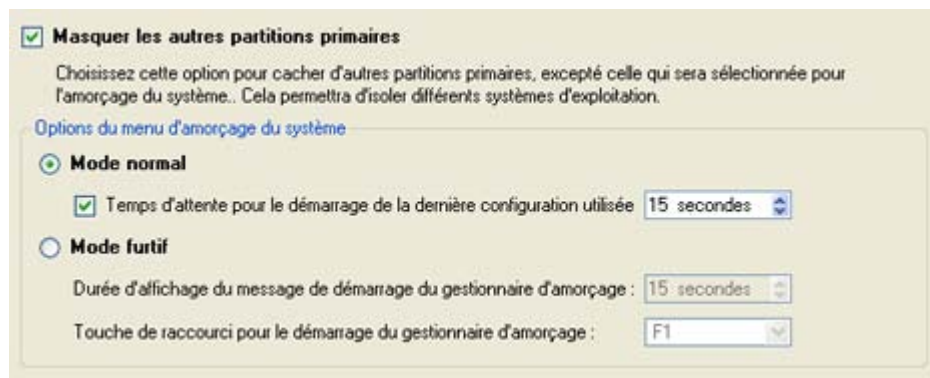 Masquer les autres partitions primaires
Choisissez cette option pour cacher d'autres partitions primaires, excepté celle qui sera sélectionnée pour
l'amorçage du système.. Cela permettra d'isoler différents systèmes d'exploitation.
Options du menu d'amorçage du système
Mode normal
Temps d'attente pour le démarrage de la dernière configuration utilisée 15 secondes
Mode furtif
Durée d'affichage du message de démarrage du gestionnaire d'amorçage : 15 secondes
Touche de raccourci pour le démarrage du gestionnaire d'amorçage : F1